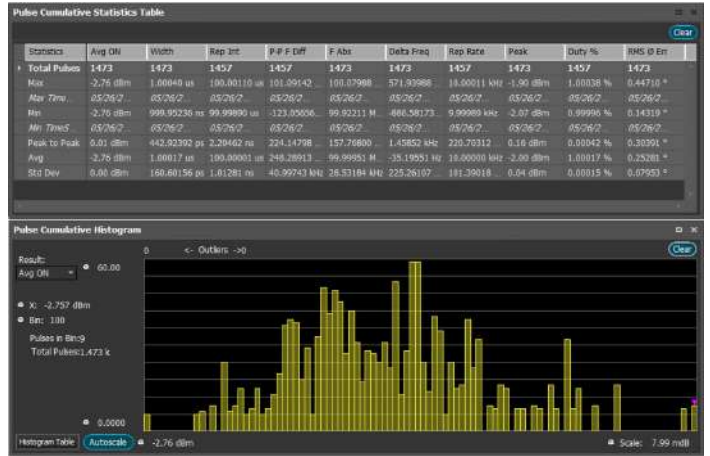 Pulse Cumulative Statistics Table
Clear
Statistics Avg ON Width Rep Int P-P F Diff F Abs Delta Freq Rep Rate Peak Duty % RMS Ø Err
Total Pulses 1473 1473 1457 1457 1473 1473 1457 1473 1457 1473
Max -2.76 dBm 1.00040 us 100.00110 us 101.09142 ... 100.07988 ... 571.93988 ... 10.00011 kHz -1.90 dBm 1.00038 % 0.44710 °
Max Time... 05/26/2... 05/26/2... 05/26/2... 05/26/2... 05/26/2... 05/26/2... 05/26/2... 05/26/2... 05/26/2... 05/26/2...
Min -2.76 dBm 999.95236 ns 99.99890 us -123.05656... 99.92211 M... -886.58173... 9.99989 kHz -2.07 dBm 0.99996 % 0.14319 °
Min TimeS... 05/26/2... 05/26/2... 05/26/2... 05/26/2... 05/26/2... 05/26/2... 05/26/2... 05/26/2... 05/26/2... 05/26/2...
Peak to Peak 0.01 dBm 442.92392 ps 2.20462 ns 224.14798 ... 157.76800 ... 1.45852 kHz 220.70312 ... 0.16 dBm 0.00042 % 0.30391 °
Avg -2.76 dBm 1.00017 us 100.00001 us 248.28913 ... 99.99951 M... -35.19551 Hz 10.00000 kHz -2.00 dBm 1.00017 % 0.25281 °
Std Dev 0.00 dBm 160.60156 ps 1.01281 ns 40.99743 kHz 28.53184 kHz 225.26107 ... 101.39018 ... 0.04 dBm 0.00015 % 0.07953 °
Pulse Cumulative Histogram
0 <- Outliers ->0
Clear
Result:
Avg ON
60.00
X: -2.757 dBm
Bin: 100
Pulses in Bin:9
Total Pulses:1.473 k
0.0000
Histogram Table Autoscale -2.76 dBm Scale: 7.99 mdB